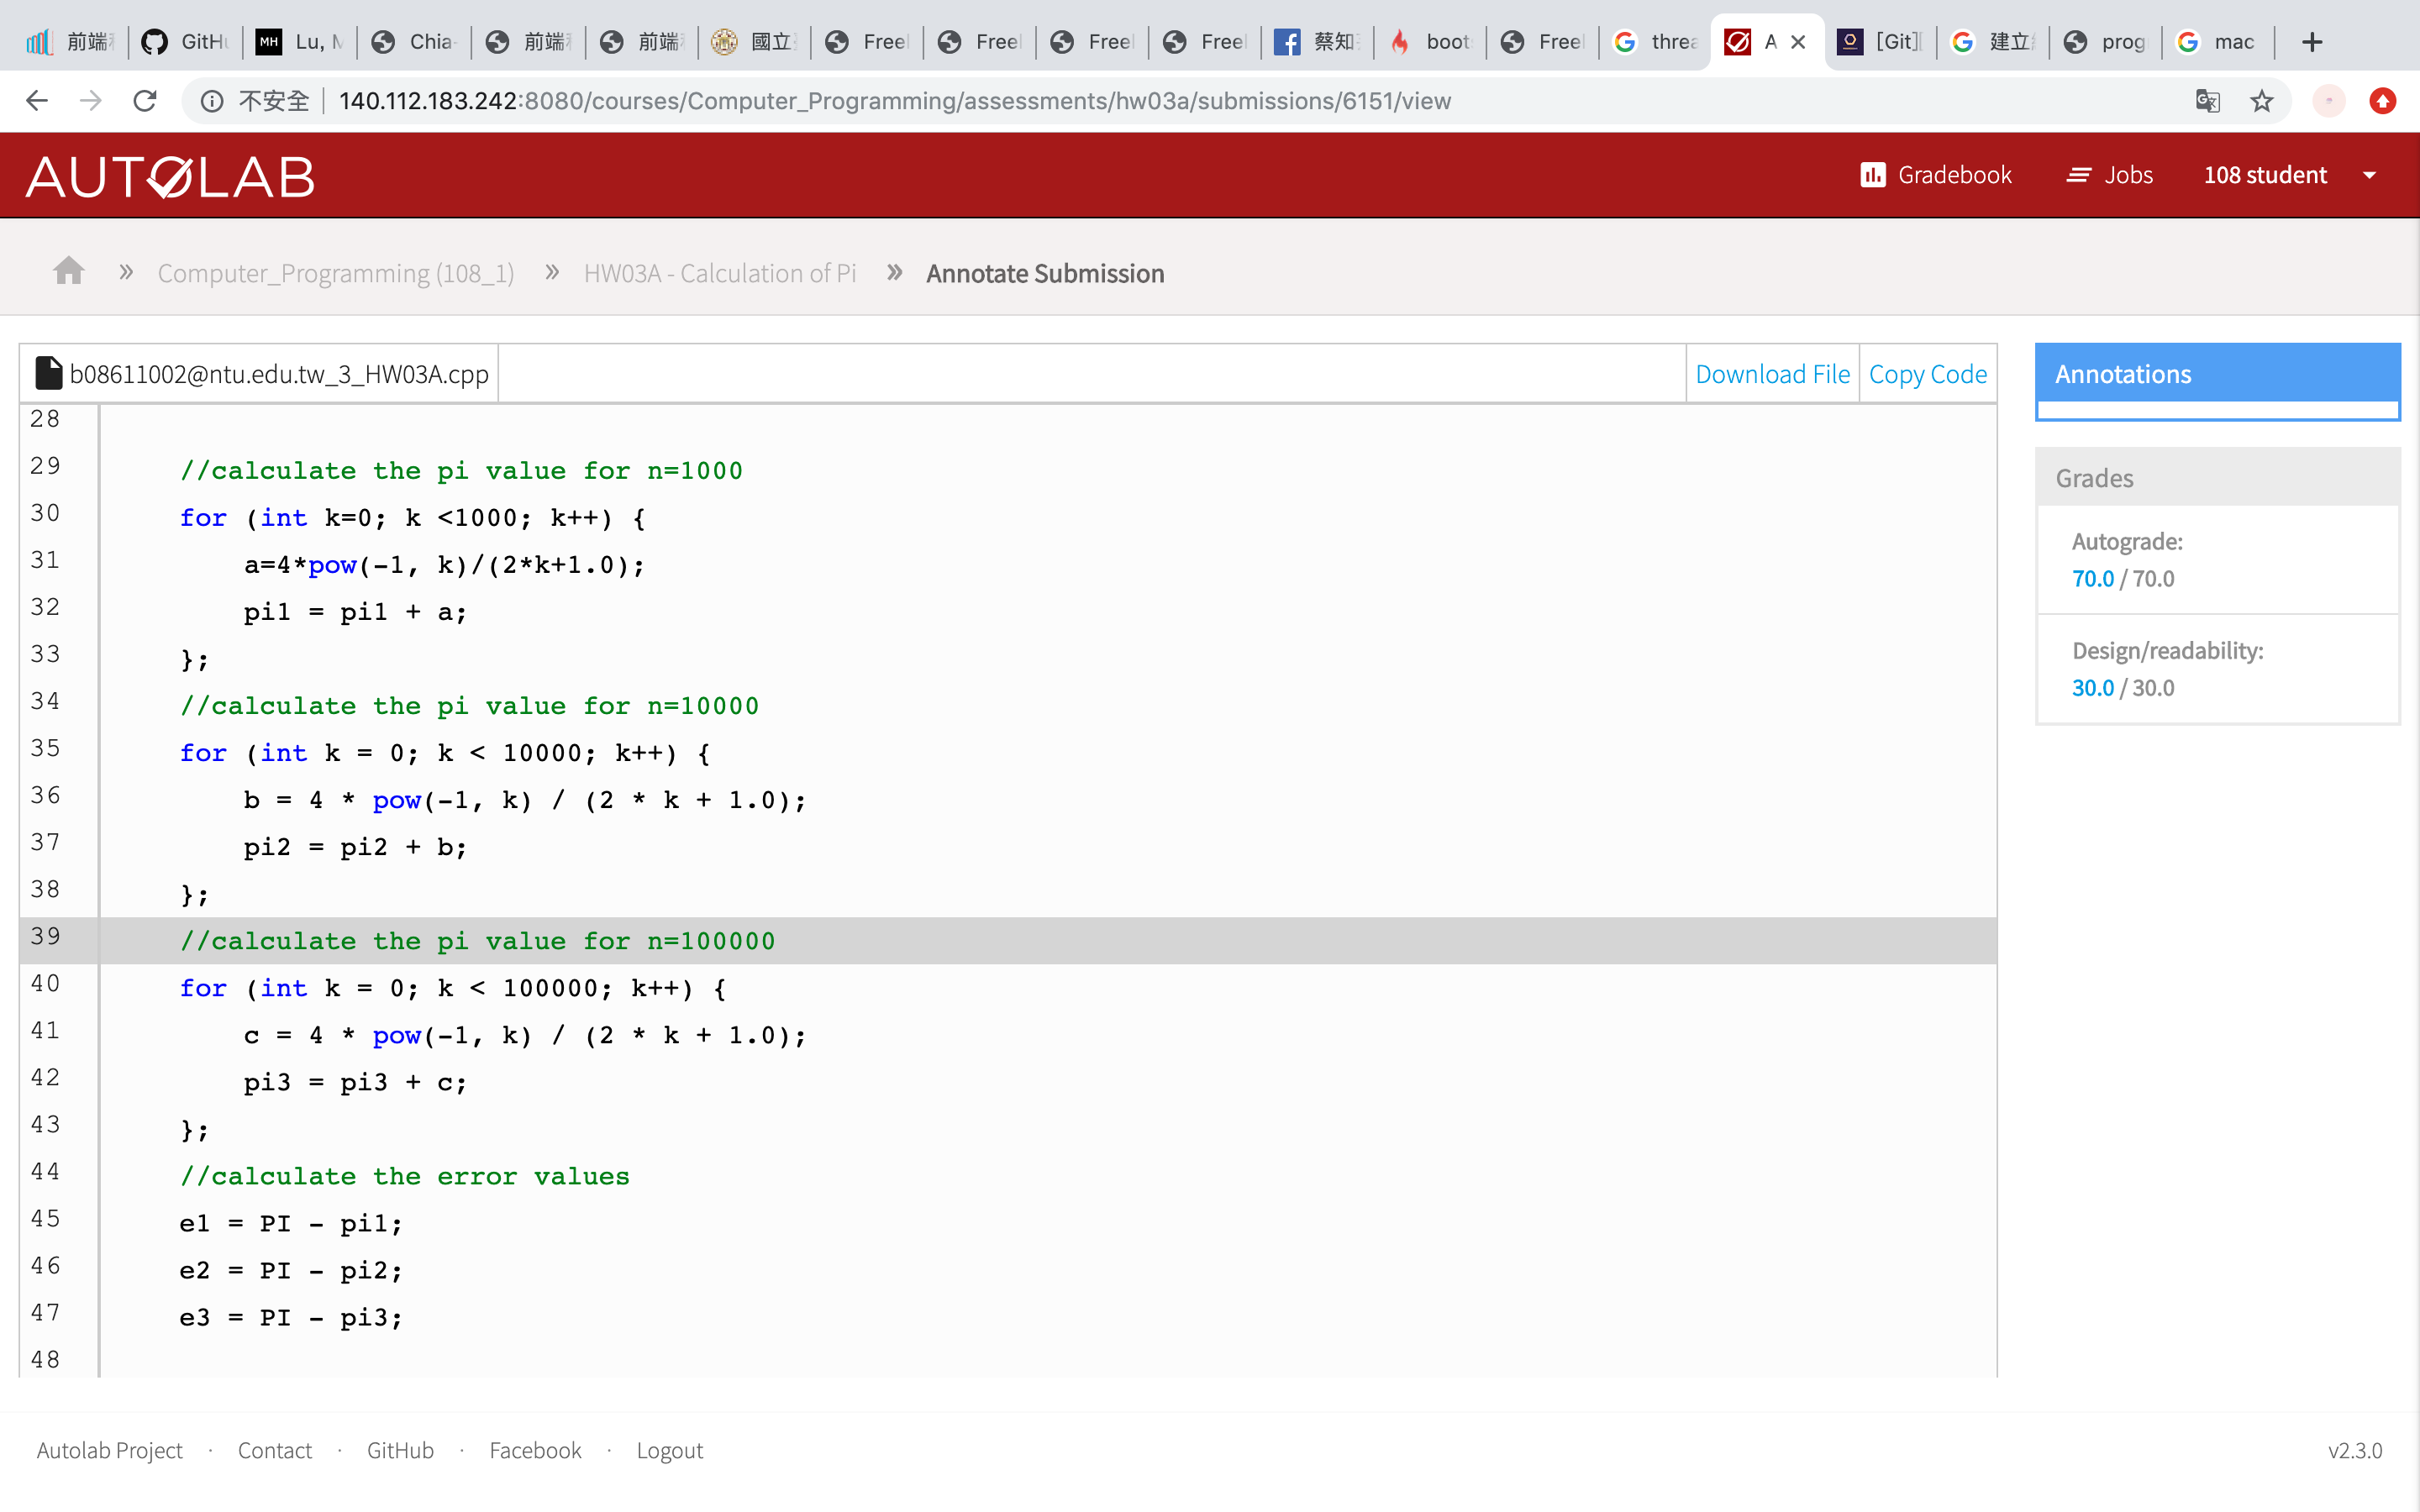 前端 GitHu MH Lu, M Chia- 前端 前端 國立 Free Free Free Free 蔡知 boot Free threa A [Git] 建立 prog mac
不安全 140.112.183.242:8080/courses/Computer_Programming/assessments/hw03a/submissions/6151/view
AUTOLAB Gradebook Jobs 108 student
» Computer_Programming (108_1) » HW03A - Calculation of Pi » Annotate Submission
b08611002@ntu.edu.tw_3_HW03A.cpp Download File Copy Code
28
29 //calculate the pi value for n=1000
30 for (int k=0; k <1000; k++) {
31 a=4*pow(-1, k)/(2*k+1.0);
32 pi1 = pi1 + a;
33 };
34 //calculate the pi value for n=10000
35 for (int k = 0; k < 10000; k++) {
36 b = 4 * pow(-1, k) / (2 * k + 1.0);
37 pi2 = pi2 + b;
38 };
39 //calculate the pi value for n=100000
40 for (int k = 0; k < 100000; k++) {
41 c = 4 * pow(-1, k) / (2 * k + 1.0);
42 pi3 = pi3 + c;
43 };
44 //calculate the error values
45 e1 = PI - pi1;
46 e2 = PI - pi2;
47 e3 = PI - pi3;
48
Annotations
Grades
Autograde:
70.0 / 70.0
Design/readability:
30.0 / 30.0
Autolab Project · Contact · GitHub · Facebook · Logout v2.3.0